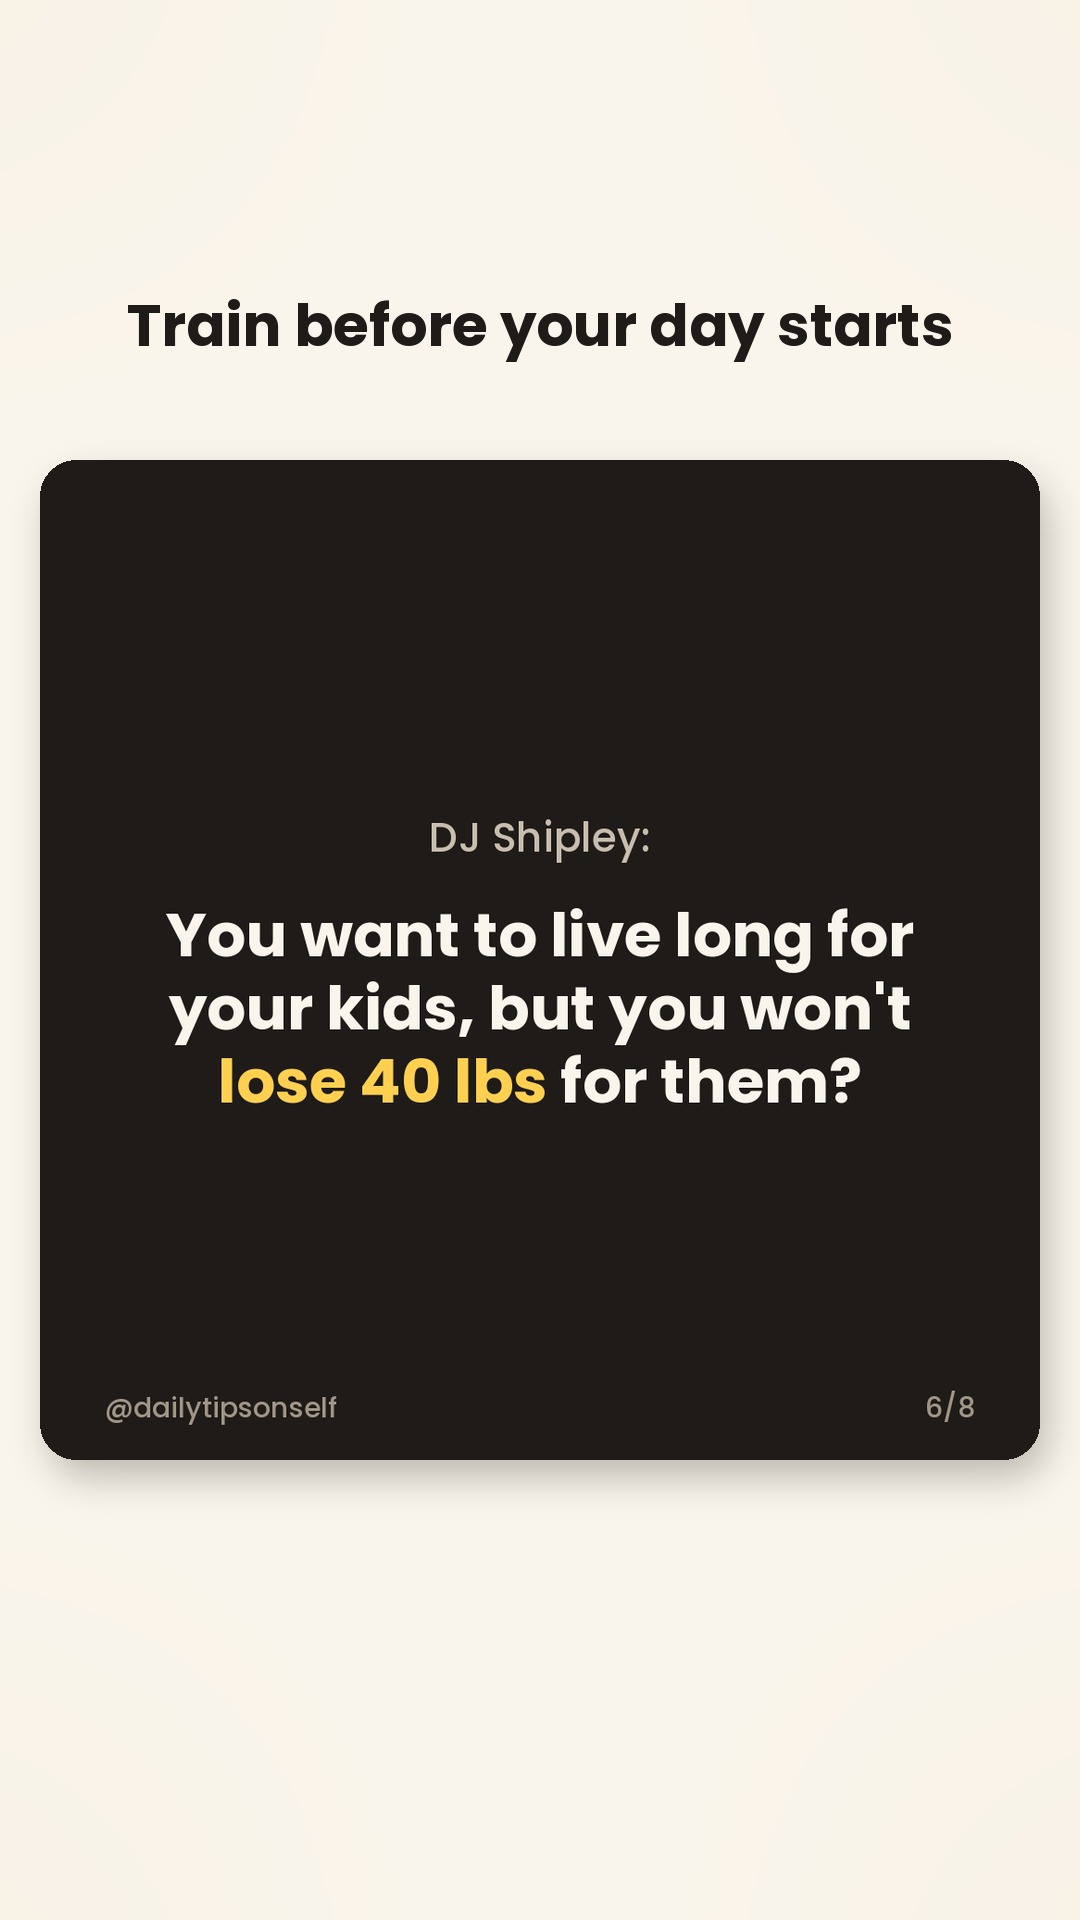 Train before your day starts
DJ Shipley:
You want to live long for
your kids, but you won't
lose 40 lbs for them?
@dailytipsonself
6/8